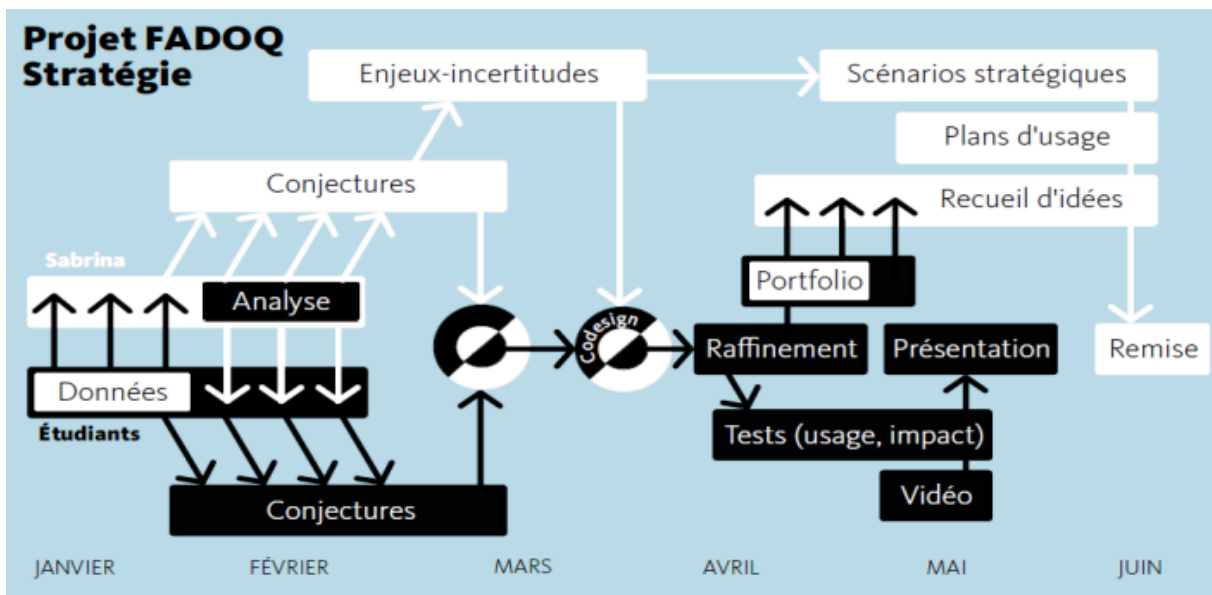 Projet FADOQ
Stratégie
Enjeux-incertitudes
Scénarios stratégiques
Plans d'usage
Conjectures
Recueil d'idées
Sabrina
Analyse
Portfolio
Codesign
Raffinement
Présentation
Remise
Données
Étudiants
Tests (usage, impact)
Vidéo
Conjectures
JANVIER
FÉVRIER
MARS
AVRIL
MAI
JUIN